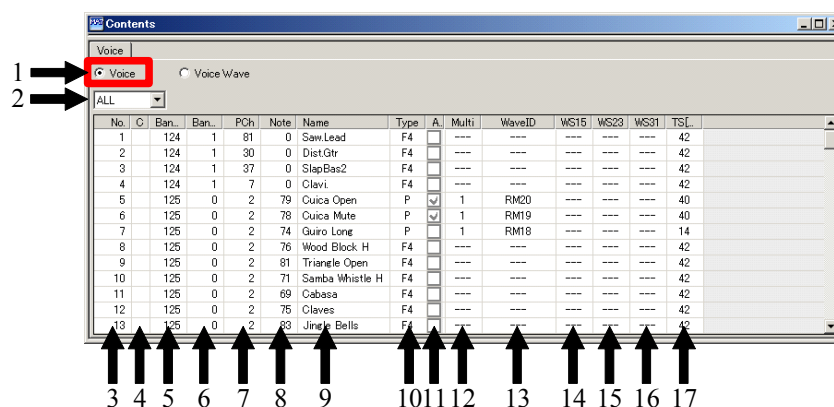 Contents
Voice
1 Voice Voice Wave
2 ALL
No. C Ban... Ban... PCh Note Name Type A.. Multi WaveID WS15 WS23 WS31 TS[...
1 124 1 81 0 Saw.Lead F4 --- --- --- --- --- 42
2 124 1 30 0 Dist.Gtr F4 --- --- --- --- --- 42
3 124 1 37 0 SlapBas2 F4 --- --- --- --- --- 42
4 124 1 7 0 Clavi. F4 --- --- --- --- --- 42
5 125 0 2 79 Cuica Open P 1 RM20 --- --- --- 40
6 125 0 2 78 Cuica Mute P 1 RM19 --- --- --- 40
7 125 0 2 74 Guiro Long P 1 RM18 --- --- --- 14
8 125 0 2 76 Wood Block H F4 --- --- --- --- --- 42
9 125 0 2 81 Triangle Open F4 --- --- --- --- --- 42
10 125 0 2 71 Samba Whistle H F4 --- --- --- --- --- 42
11 125 0 2 69 Cabasa F4 --- --- --- --- --- 42
12 125 0 2 75 Claves F4 --- --- --- --- --- 42
13 125 0 2 83 Jingle Bells F4 --- --- --- --- --- 42
3 4 5 6 7 8 9 10 11 12 13 14 15 16 17